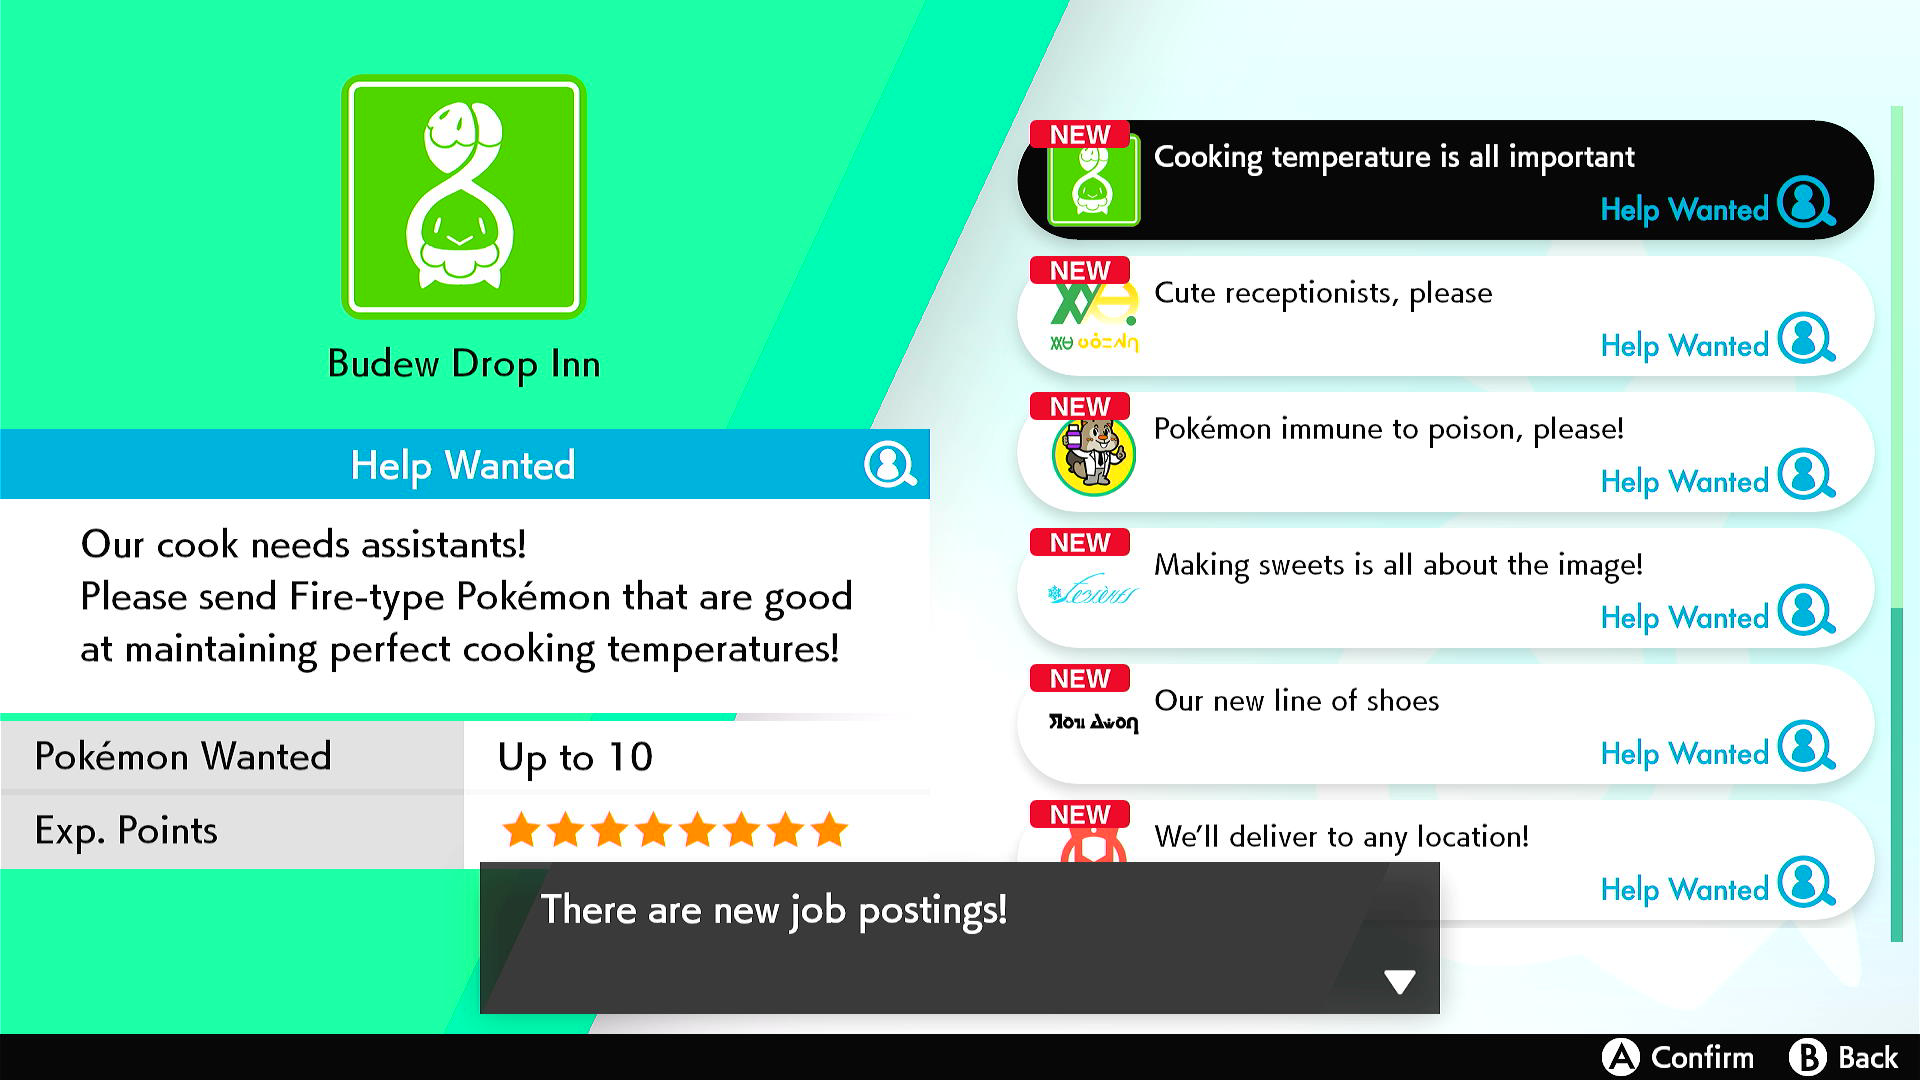 Budew Drop Inn
Help Wanted
Our cook needs assistants!
Please send Fire-type Pokémon that are good
at maintaining perfect cooking temperatures!
Pokémon Wanted
Up to 10
Exp. Points
NEW
Cooking temperature is all important
Help Wanted
NEW
Cute receptionists, please
Help Wanted
NEW
Pokémon immune to poison, please!
Help Wanted
NEW
Making sweets is all about the image!
Help Wanted
NEW
Our new line of shoes
Help Wanted
NEW
We’ll deliver to any location!
Help Wanted
There are new job postings!
A Confirm
B Back